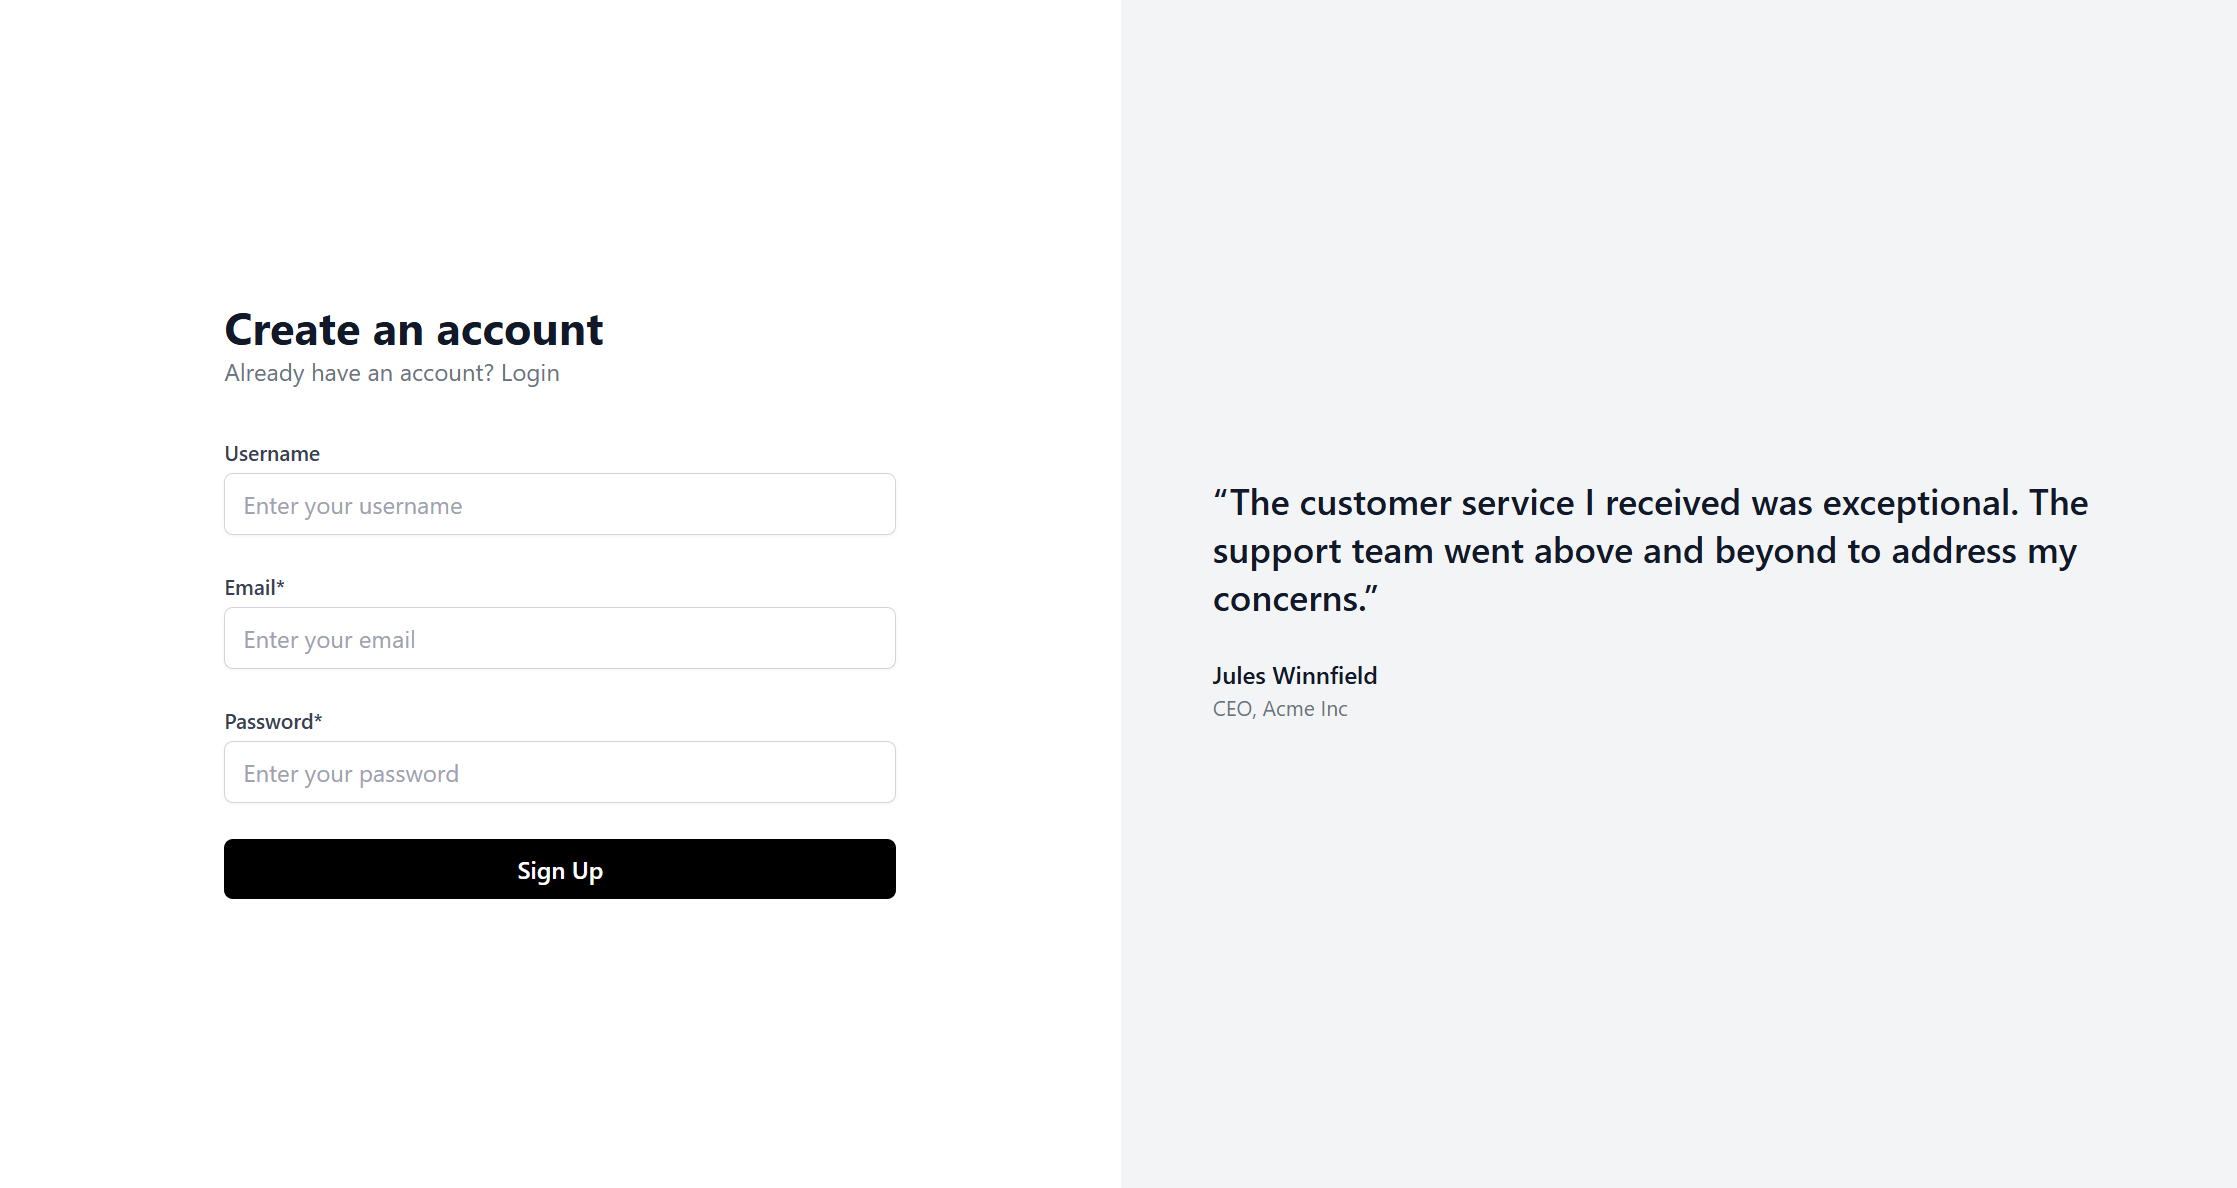 Create an account
Already have an account? Login
Username
Enter your username
Email*
Enter your email
Password*
Enter your password
Sign Up
“The customer service I received was exceptional. The
support team went above and beyond to address my
concerns.”
Jules Winnfield
CEO, Acme Inc